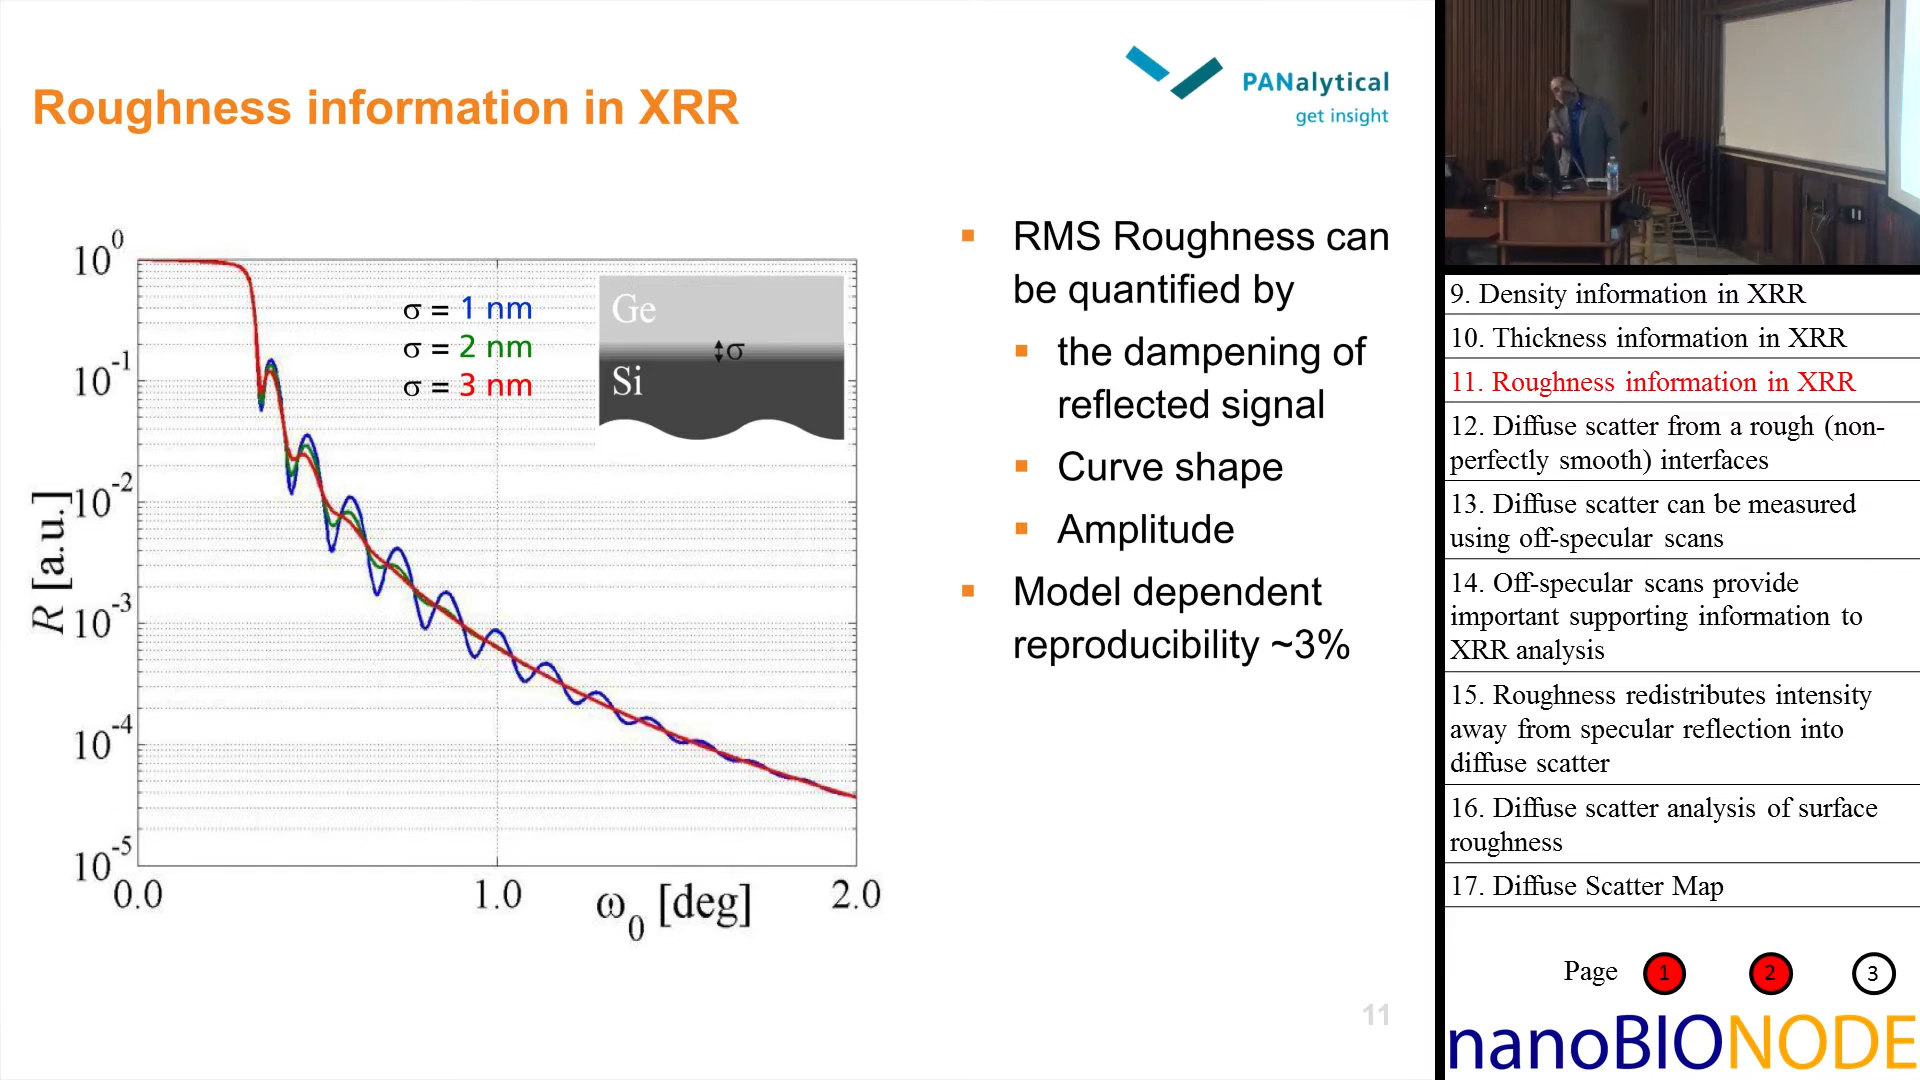 Roughness information in XRR
PANalytical
get insight
10^0
10^-1
10^-2
10^-3
10^-4
10^-5
R [a.u.]
0.0
1.0
2.0
ω_0 [deg]
σ = 1 nm
σ = 2 nm
σ = 3 nm
Ge
σ
Si
▪ RMS Roughness can
be quantified by
▪ the dampening of
reflected signal
▪ Curve shape
▪ Amplitude
▪ Model dependent
reproducibility ~3%
11
9. Density information in XRR
10. Thickness information in XRR
11. Roughness information in XRR
12. Diffuse scatter from a rough (non-
perfectly smooth) interfaces
13. Diffuse scatter can be measured
using off-specular scans
14. Off-specular scans provide
important supporting information to
XRR analysis
15. Roughness redistributes intensity
away from specular reflection into
diffuse scatter
16. Diffuse scatter analysis of surface
roughness
17. Diffuse Scatter Map
Page 1 2 3
nanoBIONODE